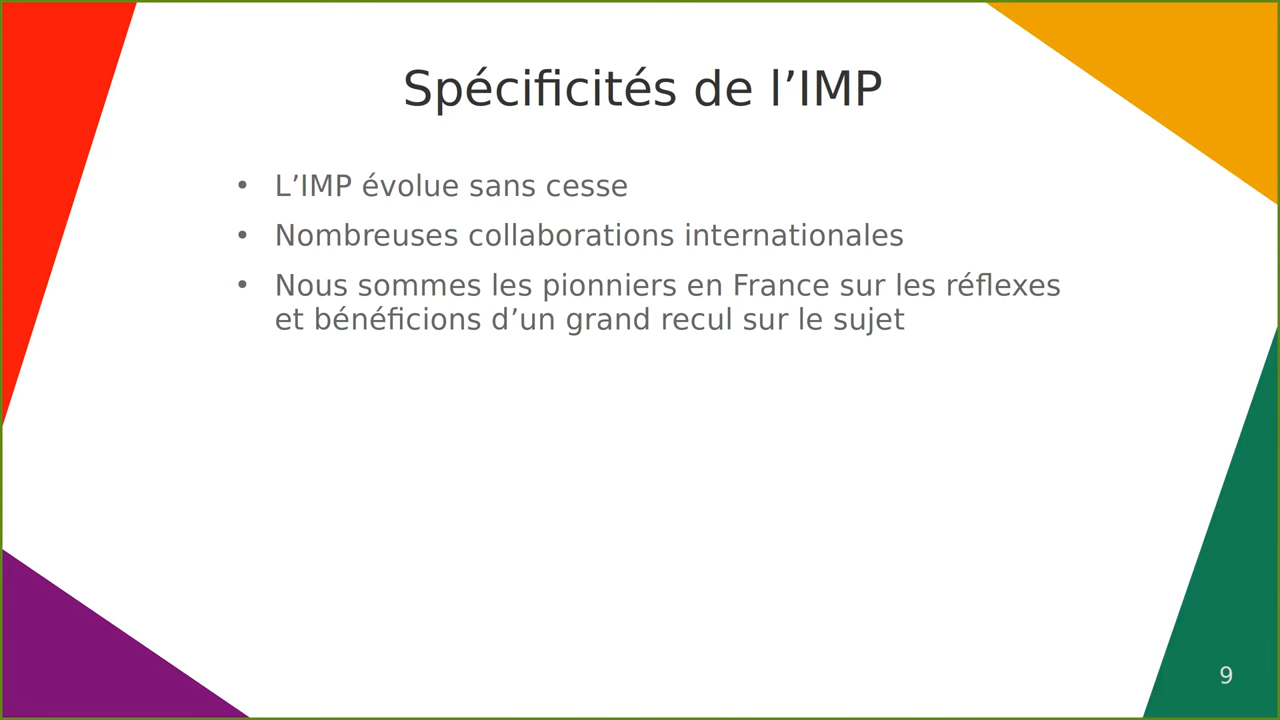 Spécificités de l’IMP
• L’IMP évolue sans cesse
• Nombreuses collaborations internationales
• Nous sommes les pionniers en France sur les réflexes
et bénéficions d’un grand recul sur le sujet
9